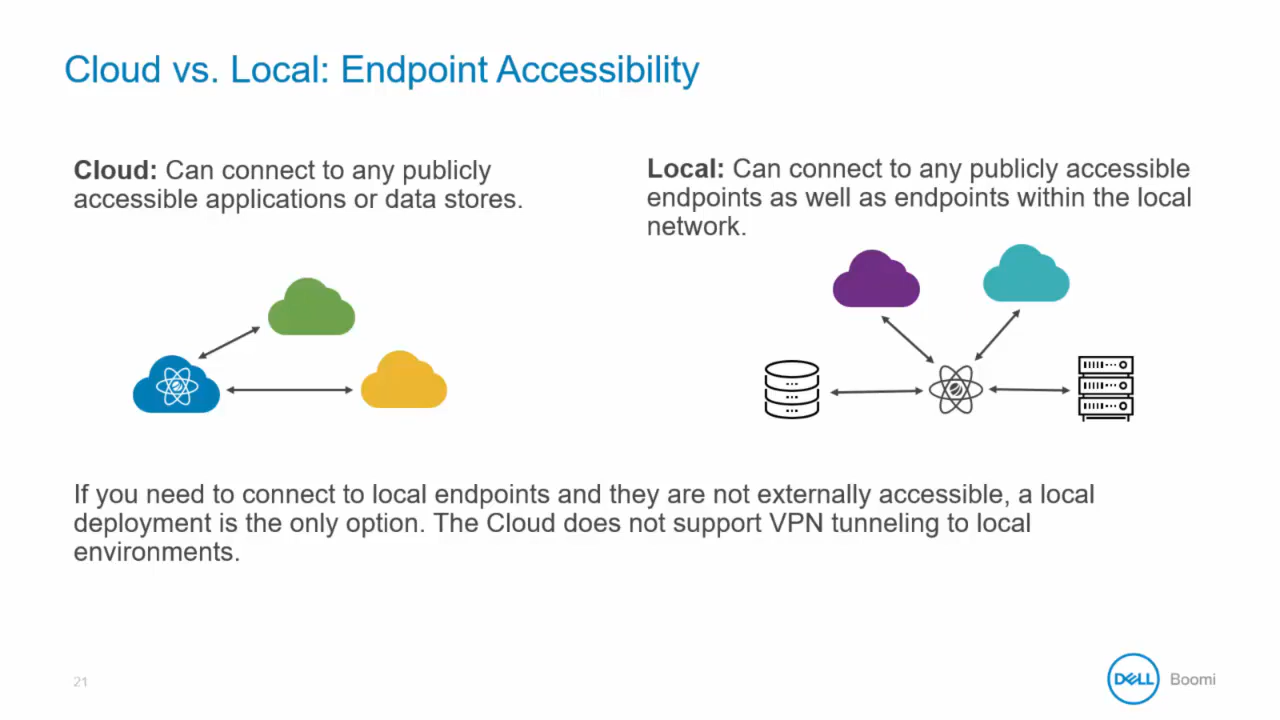 Cloud vs. Local: Endpoint Accessibility
Cloud: Can connect to any publicly
accessible applications or data stores.
Local: Can connect to any publicly accessible
endpoints as well as endpoints within the local
network.
If you need to connect to local endpoints and they are not externally accessible, a local
deployment is the only option. The Cloud does not support VPN tunneling to local
environments.
21
DELL Boomi